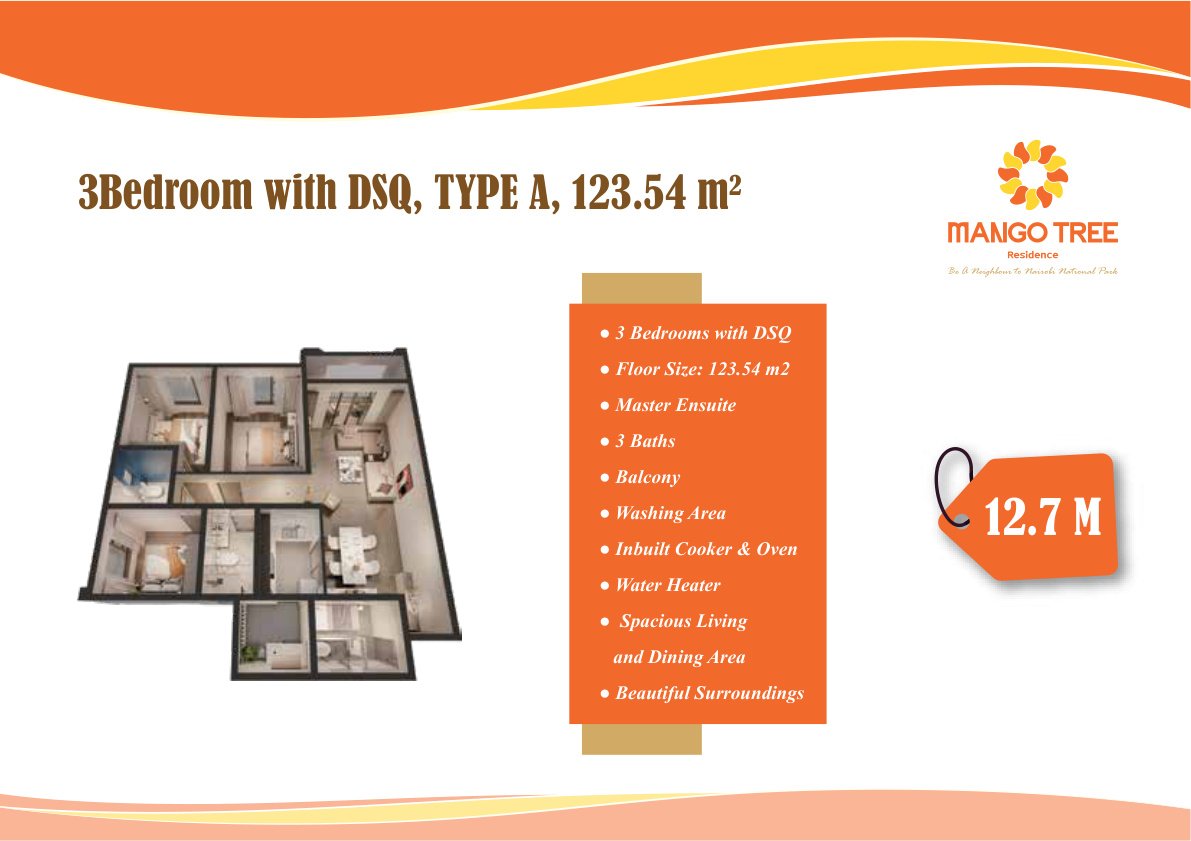 3Bedroom with DSQ, TYPE A, 123.54 m²
MANGO TREE
Residence
Be A Neighbour to Nairobi National Park
● 3 Bedrooms with DSQ
● Floor Size: 123.54 m2
● Master Ensuite
● 3 Baths
● Balcony
● Washing Area
● Inbuilt Cooker & Oven
● Water Heater
● Spacious Living
and Dining Area
● Beautiful Surroundings
12.7 M